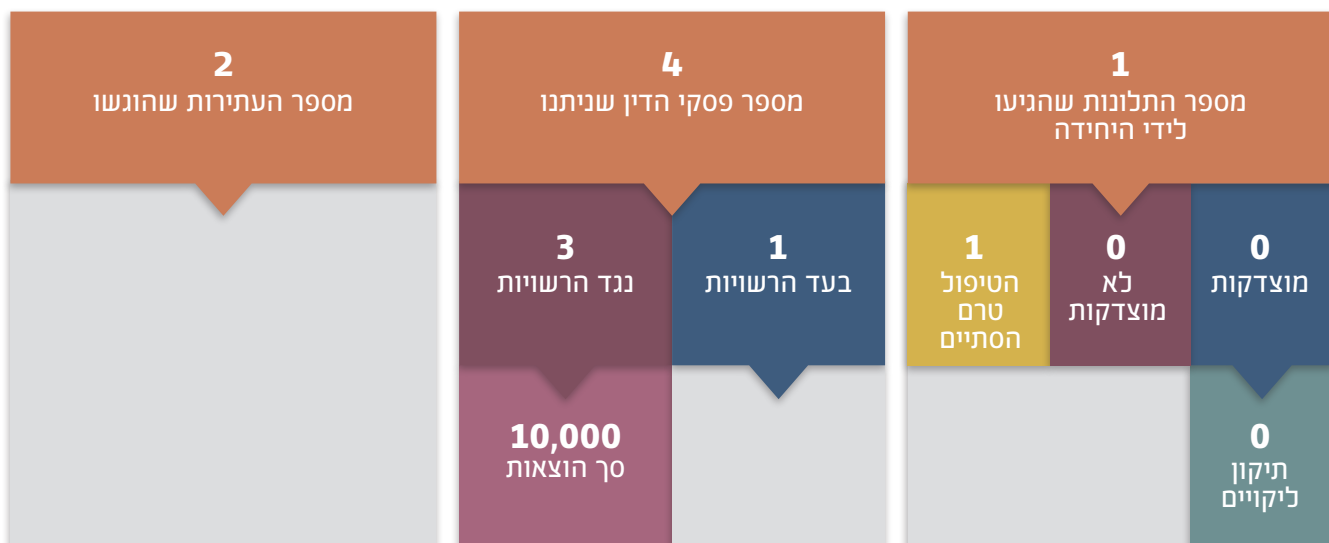 1
מספר התלונות שהגיעו
לידי היחידה
0
מוצדקות
0
לא
מוצדקות
1
הטיפול
טרם
הסתיים
0
תיקון
ליקויים
4
מספר פסקי הדין שניתנו
1
בעד הרשויות
3
נגד הרשויות
10,000
סך הוצאות
2
מספר העתירות שהוגשו